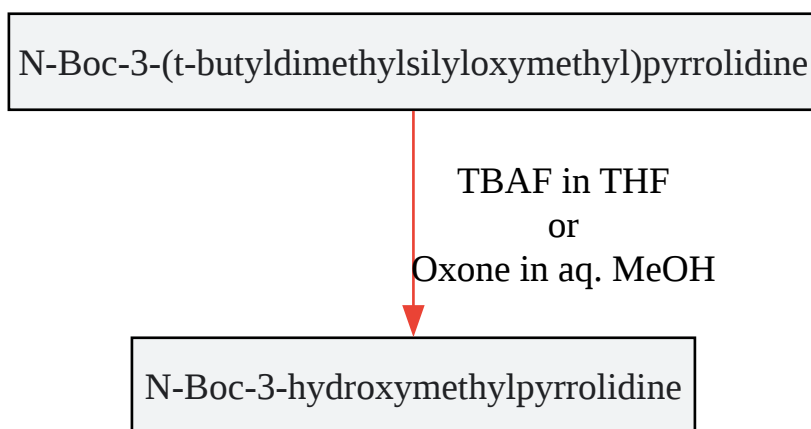 N-Boc-3-(t-butyldimethylsilyloxymethyl)pyrrolidine
TBAF in THF
or
Oxone in aq. MeOH
N-Boc-3-hydroxymethylpyrrolidine